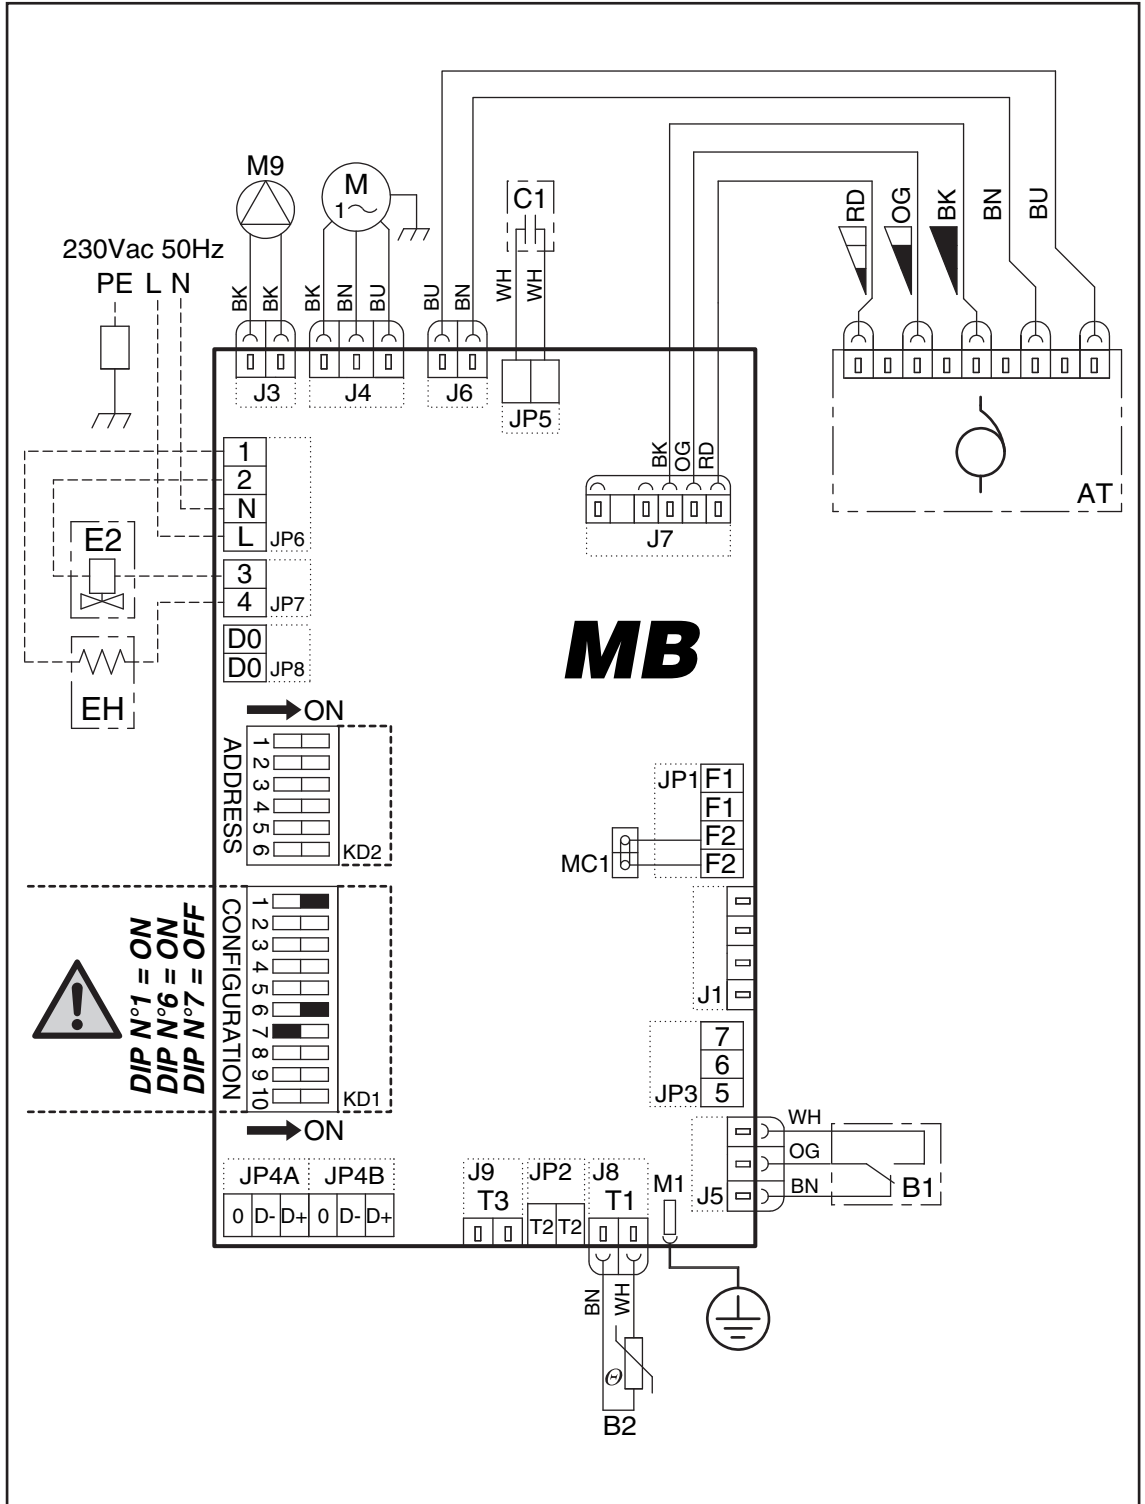 M9
M
1~
C1
230Vac 50Hz
PE L N
BK BK
BK BN BU
BU BN
WH WH
RD OG BK BN BU
J3
J4
J6
JP5
BK OG RD
J7
AT
1
2
N
L
JP6
3
4
JP7
D0
D0
JP8
E2
EH
MB
ON
ADDRESS
1
2
3
4
5
6
KD2
JP1
F1
F1
F2
F2
MC1
DIP N°1 = ON
DIP N°6 = ON
DIP N°7 = OFF
!
CONFIGURATION
1
2
3
4
5
6
7
8
9
10
KD1
ON
J1
7
6
5
JP3
WH
OG
BN
J5
B1
JP4A JP4B
0 D- D+ 0 D- D+
J9
T3
JP2
T2 T2
J8
T1
M1
BN WH
Θ
B2